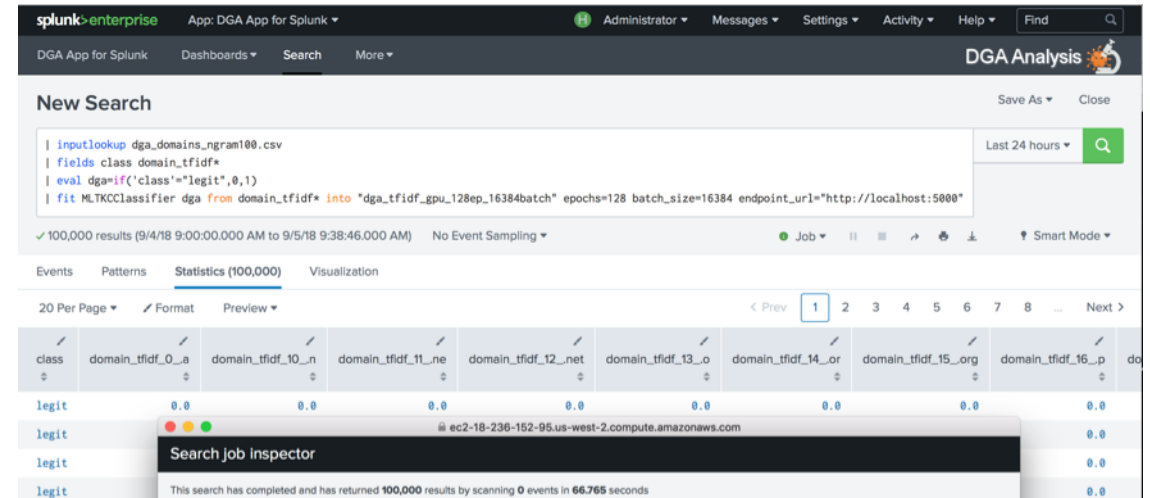 splunk>enterprise App: DGA App for Splunk Administrator Messages Settings Activity Help Find
DGA App for Splunk Dashboards Search More DGA Analysis
New Search Save As Close
| inputlookup dga_domains_ngram100.csv
| fields class domain_tfidf*
| eval dga=if('class'="legit",0,1)
| fit MLTKCClassifier dga from domain_tfidf* into "dga_tfidf_gpu_128ep_16384batch" epochs=128 batch_size=16384 endpoint_url="http://localhost:5000"
Last 24 hours
✓ 100,000 results (9/4/18 9:00:00.000 AM to 9/5/18 9:38:46.000 AM) No Event Sampling Job Smart Mode
Events Patterns Statistics (100,000) Visualization
20 Per Page Format Preview < Prev 1 2 3 4 5 6 7 8 ... Next >
class domain_tfidf_0_.a domain_tfidf_10_.n domain_tfidf_11_.ne domain_tfidf_12_.net domain_tfidf_13_.o domain_tfidf_14_.or domain_tfidf_15_.org domain_tfidf_16_.p do
legit 0.0 0.0 0.0 0.0 0.0 0.0 0.0 0.0
legit 0.0
legit 0.0
legit 0.0
ec2-18-236-152-95.us-west-2.compute.amazonaws.com
Search job inspector
This search has completed and has returned 100,000 results by scanning 0 events in 66.765 seconds